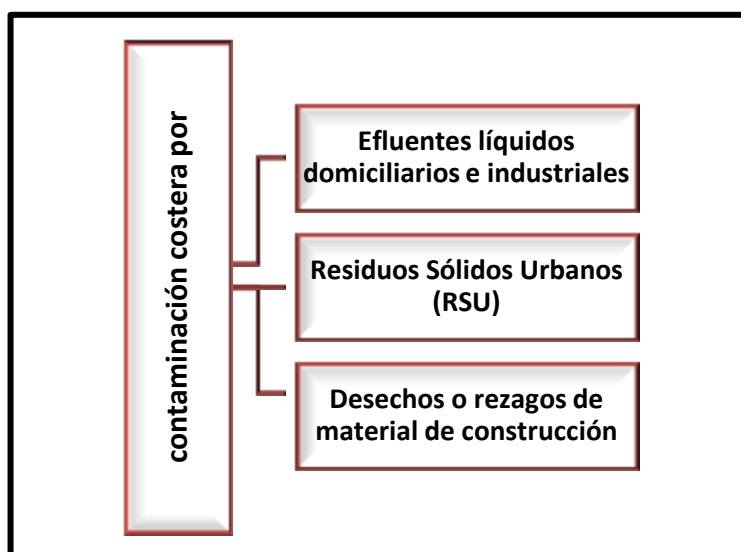 contaminación costera por
Efluentes líquidos
domiciliarios e industriales
Residuos Sólidos Urbanos
(RSU)
Desechos o rezagos de
material de construcción